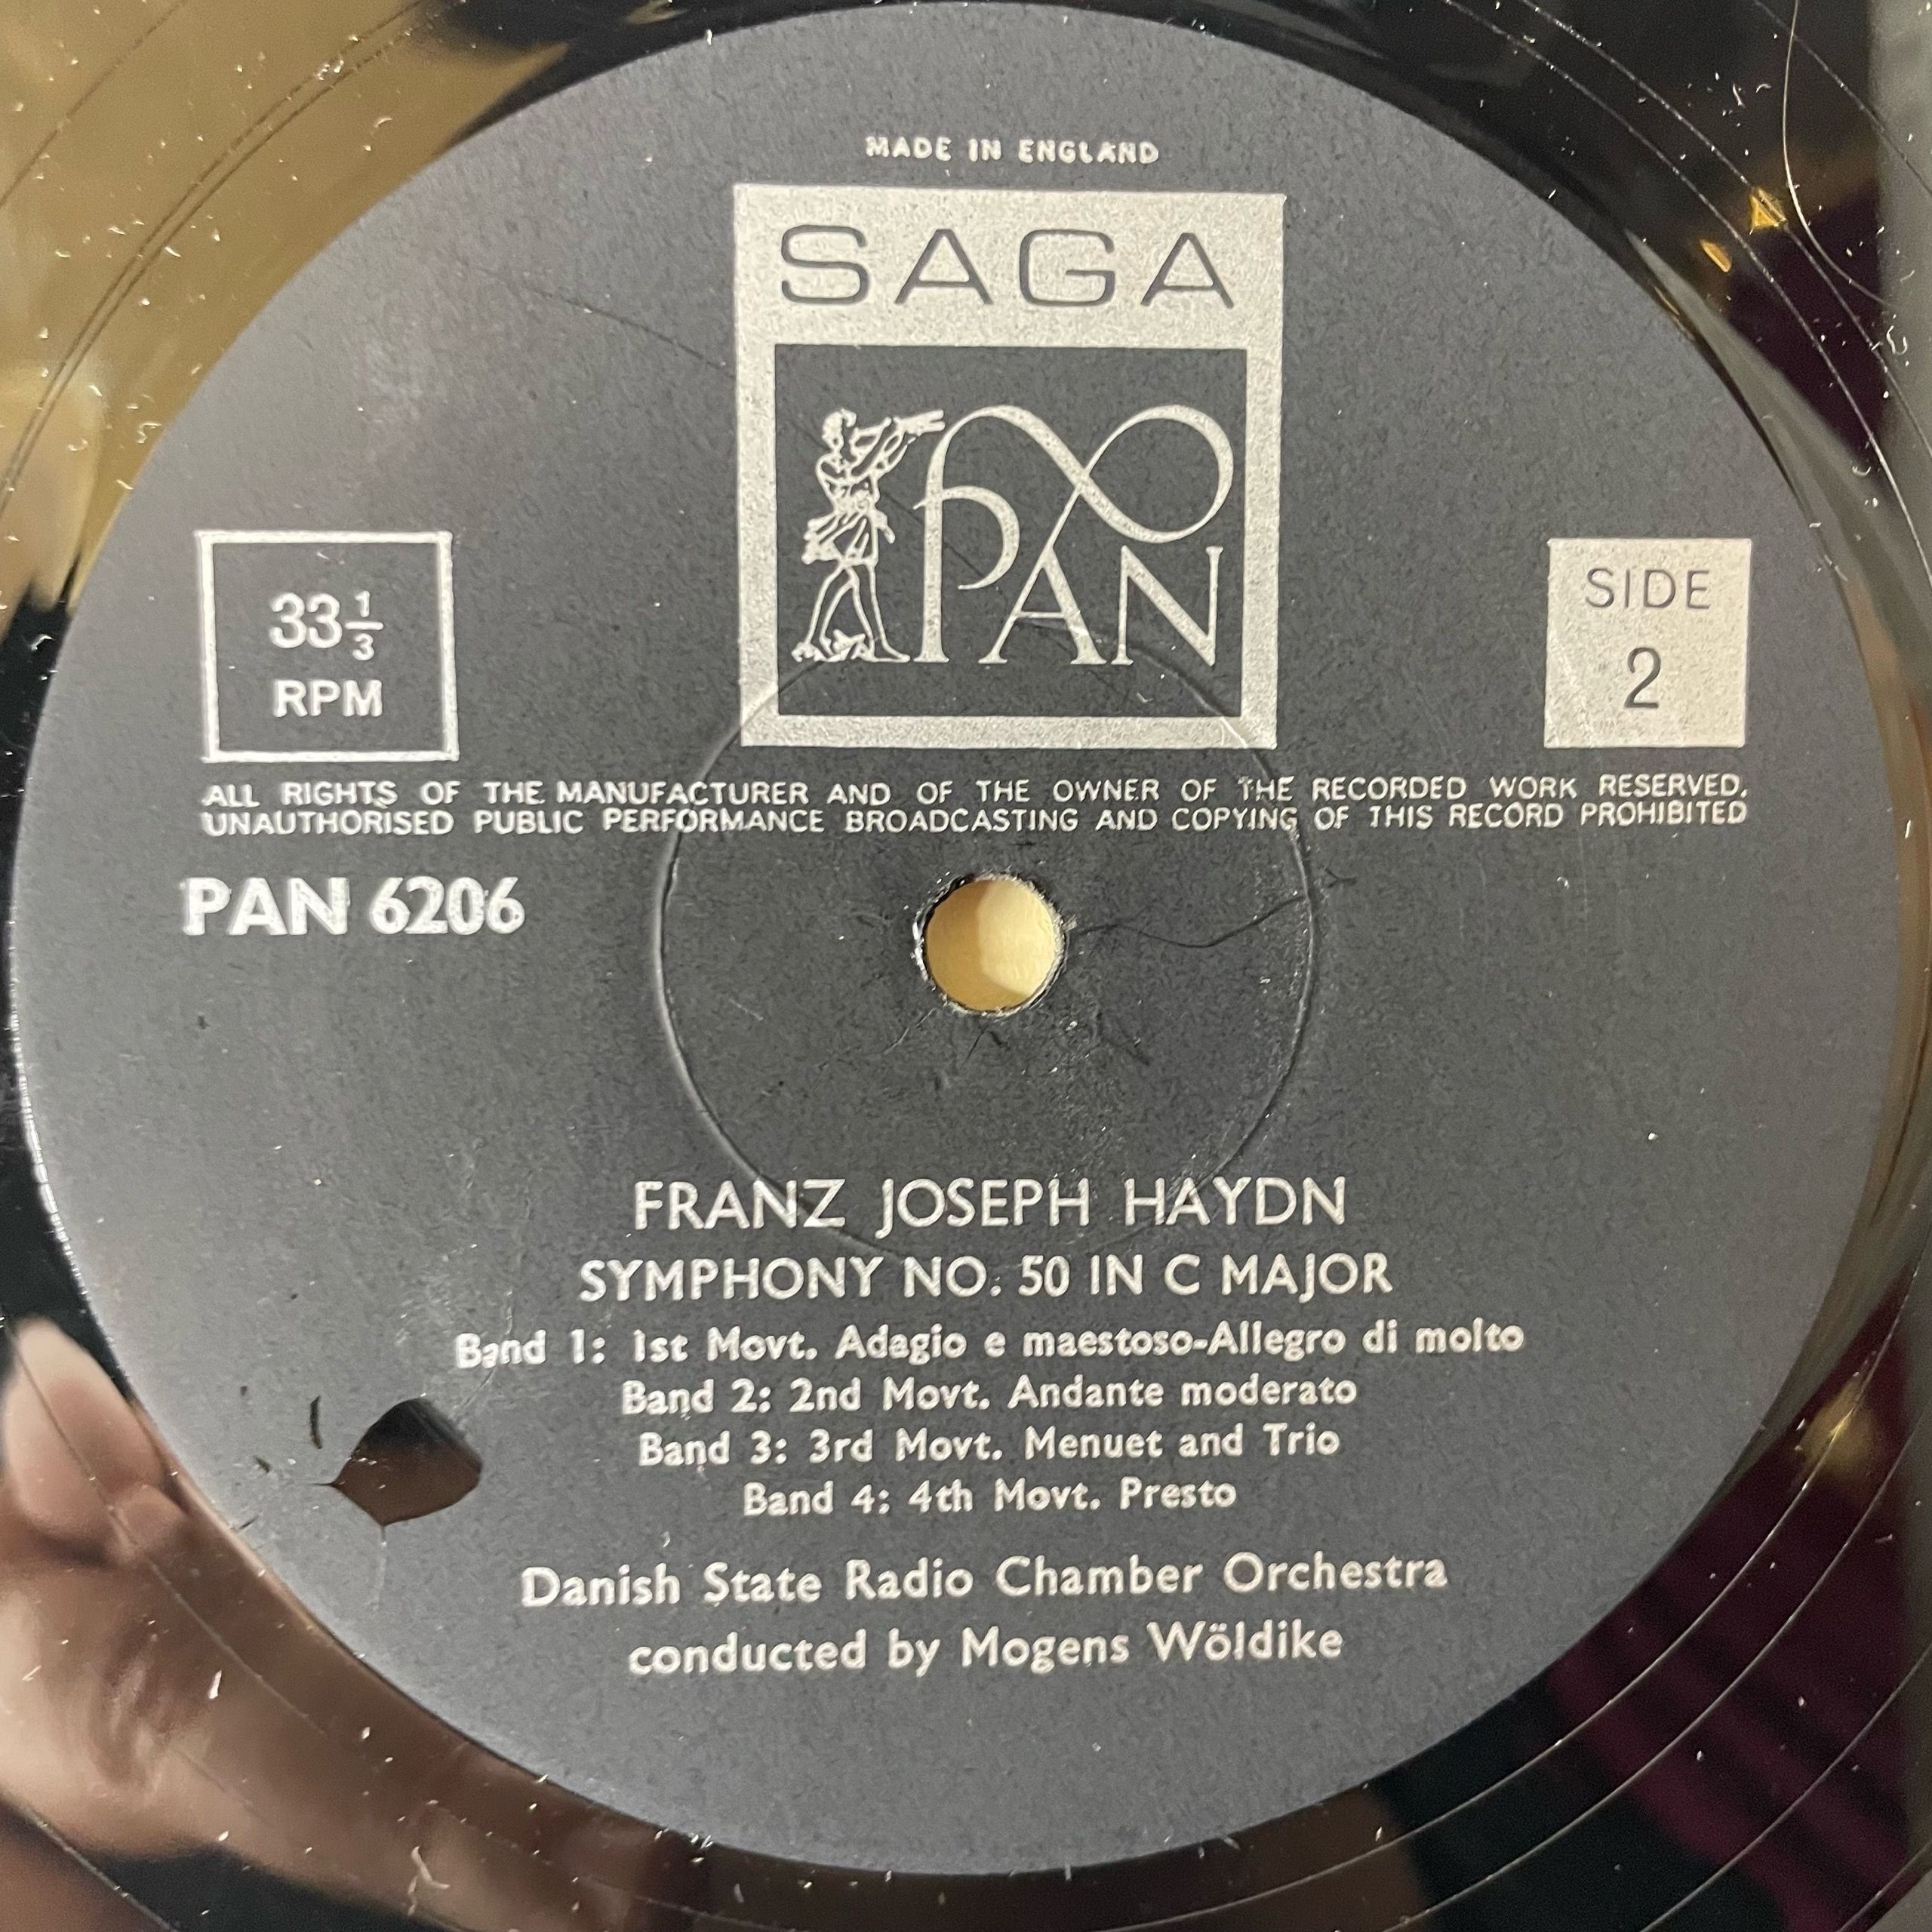 MADE IN ENGLAND
SAGA
PAN
33 1/3
RPM
SIDE
2
ALL RIGHTS OF THE MANUFACTURER AND OF THE OWNER OF THE RECORDED WORK RESERVED.
UNAUTHORISED PUBLIC PERFORMANCE BROADCASTING AND COPYING OF THIS RECORD PROHIBITED
PAN 6206
FRANZ JOSEPH HAYDN
SYMPHONY NO. 50 IN C MAJOR
Band 1: 1st Movt. Adagio e maestoso-Allegro di molto
Band 2: 2nd Movt. Andante moderato
Band 3: 3rd Movt. Menuet and Trio
Band 4: 4th Movt. Presto
Danish State Radio Chamber Orchestra
conducted by Mogens Wöldike